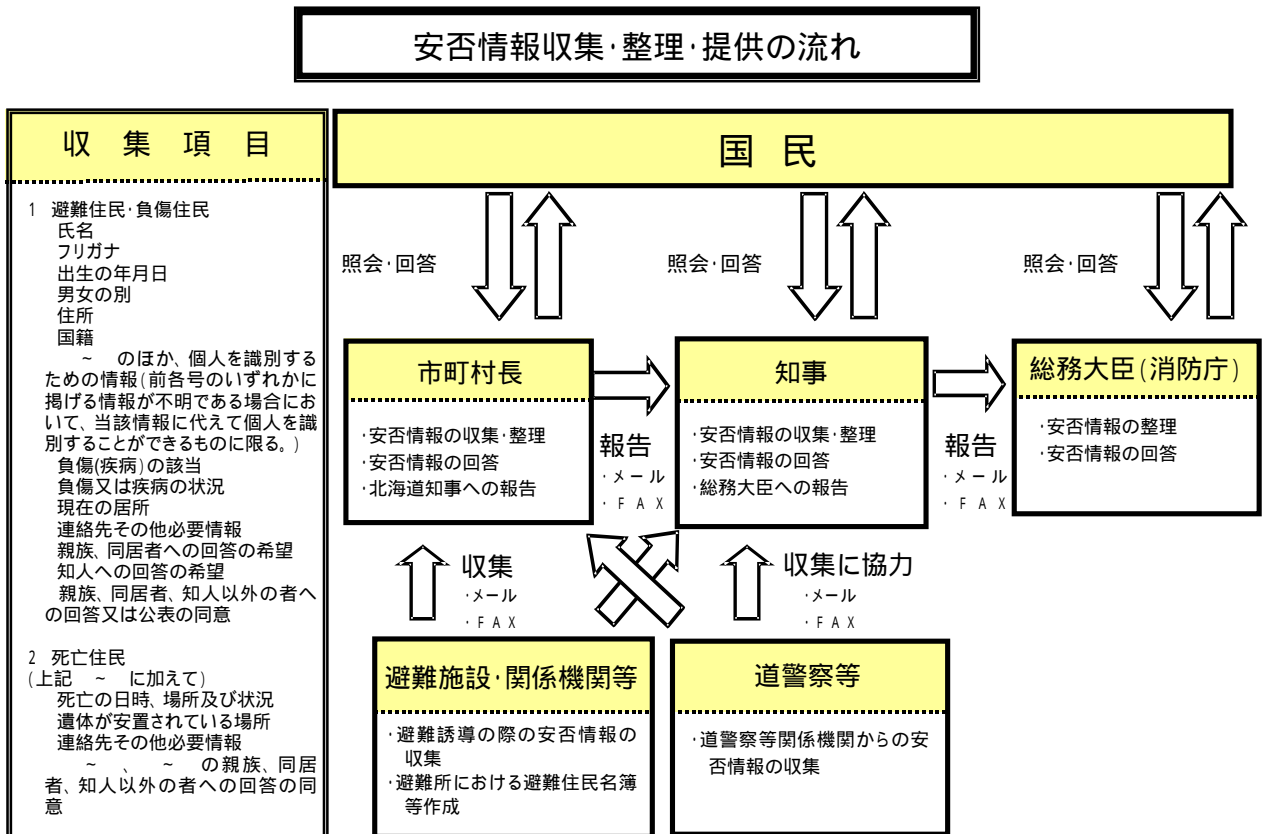 安否情報収集･整理･提供の流れ
収 集 項 目
1 避難住民･負傷住民
氏名
フリガナ
出生の年月日
男女の別
住所
国籍
~ のほか、個人を識別する
ための情報(前各号のいずれかに
掲げる情報が不明である場合にお
いて、当該情報に代えて個人を識
別することができるものに限る。)
負傷(疾病)の該当
負傷又は疾病の状況
現在の居所
連絡先その他必要情報
親族、同居者への回答の希望
知人への回答の希望
親族、同居者、知人以外の者へ
の回答又は公表の同意
2 死亡住民
(上記 ~ に加えて)
死亡の日時、場所及び状況
遺体が安置されている場所
連絡先その他必要情報
~ 、 ~ の親族、同居
者、知人以外の者への回答の同
意
国 民
照会･回答
照会･回答
照会･回答
市町村長
･安否情報の収集･整理
･安否情報の回答
･北海道知事への報告
報告
･メール
･ＦＡＸ
知事
･安否情報の収集･整理
･安否情報の回答
･総務大臣への報告
報告
･メール
･ＦＡＸ
総務大臣(消防庁)
･安否情報の整理
･安否情報の回答
収集
･メール
･ＦＡＸ
収集に協力
･メール
･ＦＡＸ
避難施設･関係機関等
･避難誘導の際の安否情報の
収集
･避難所における避難住民名簿
等作成
道警察等
･道警察等関係機関からの安
否情報の収集